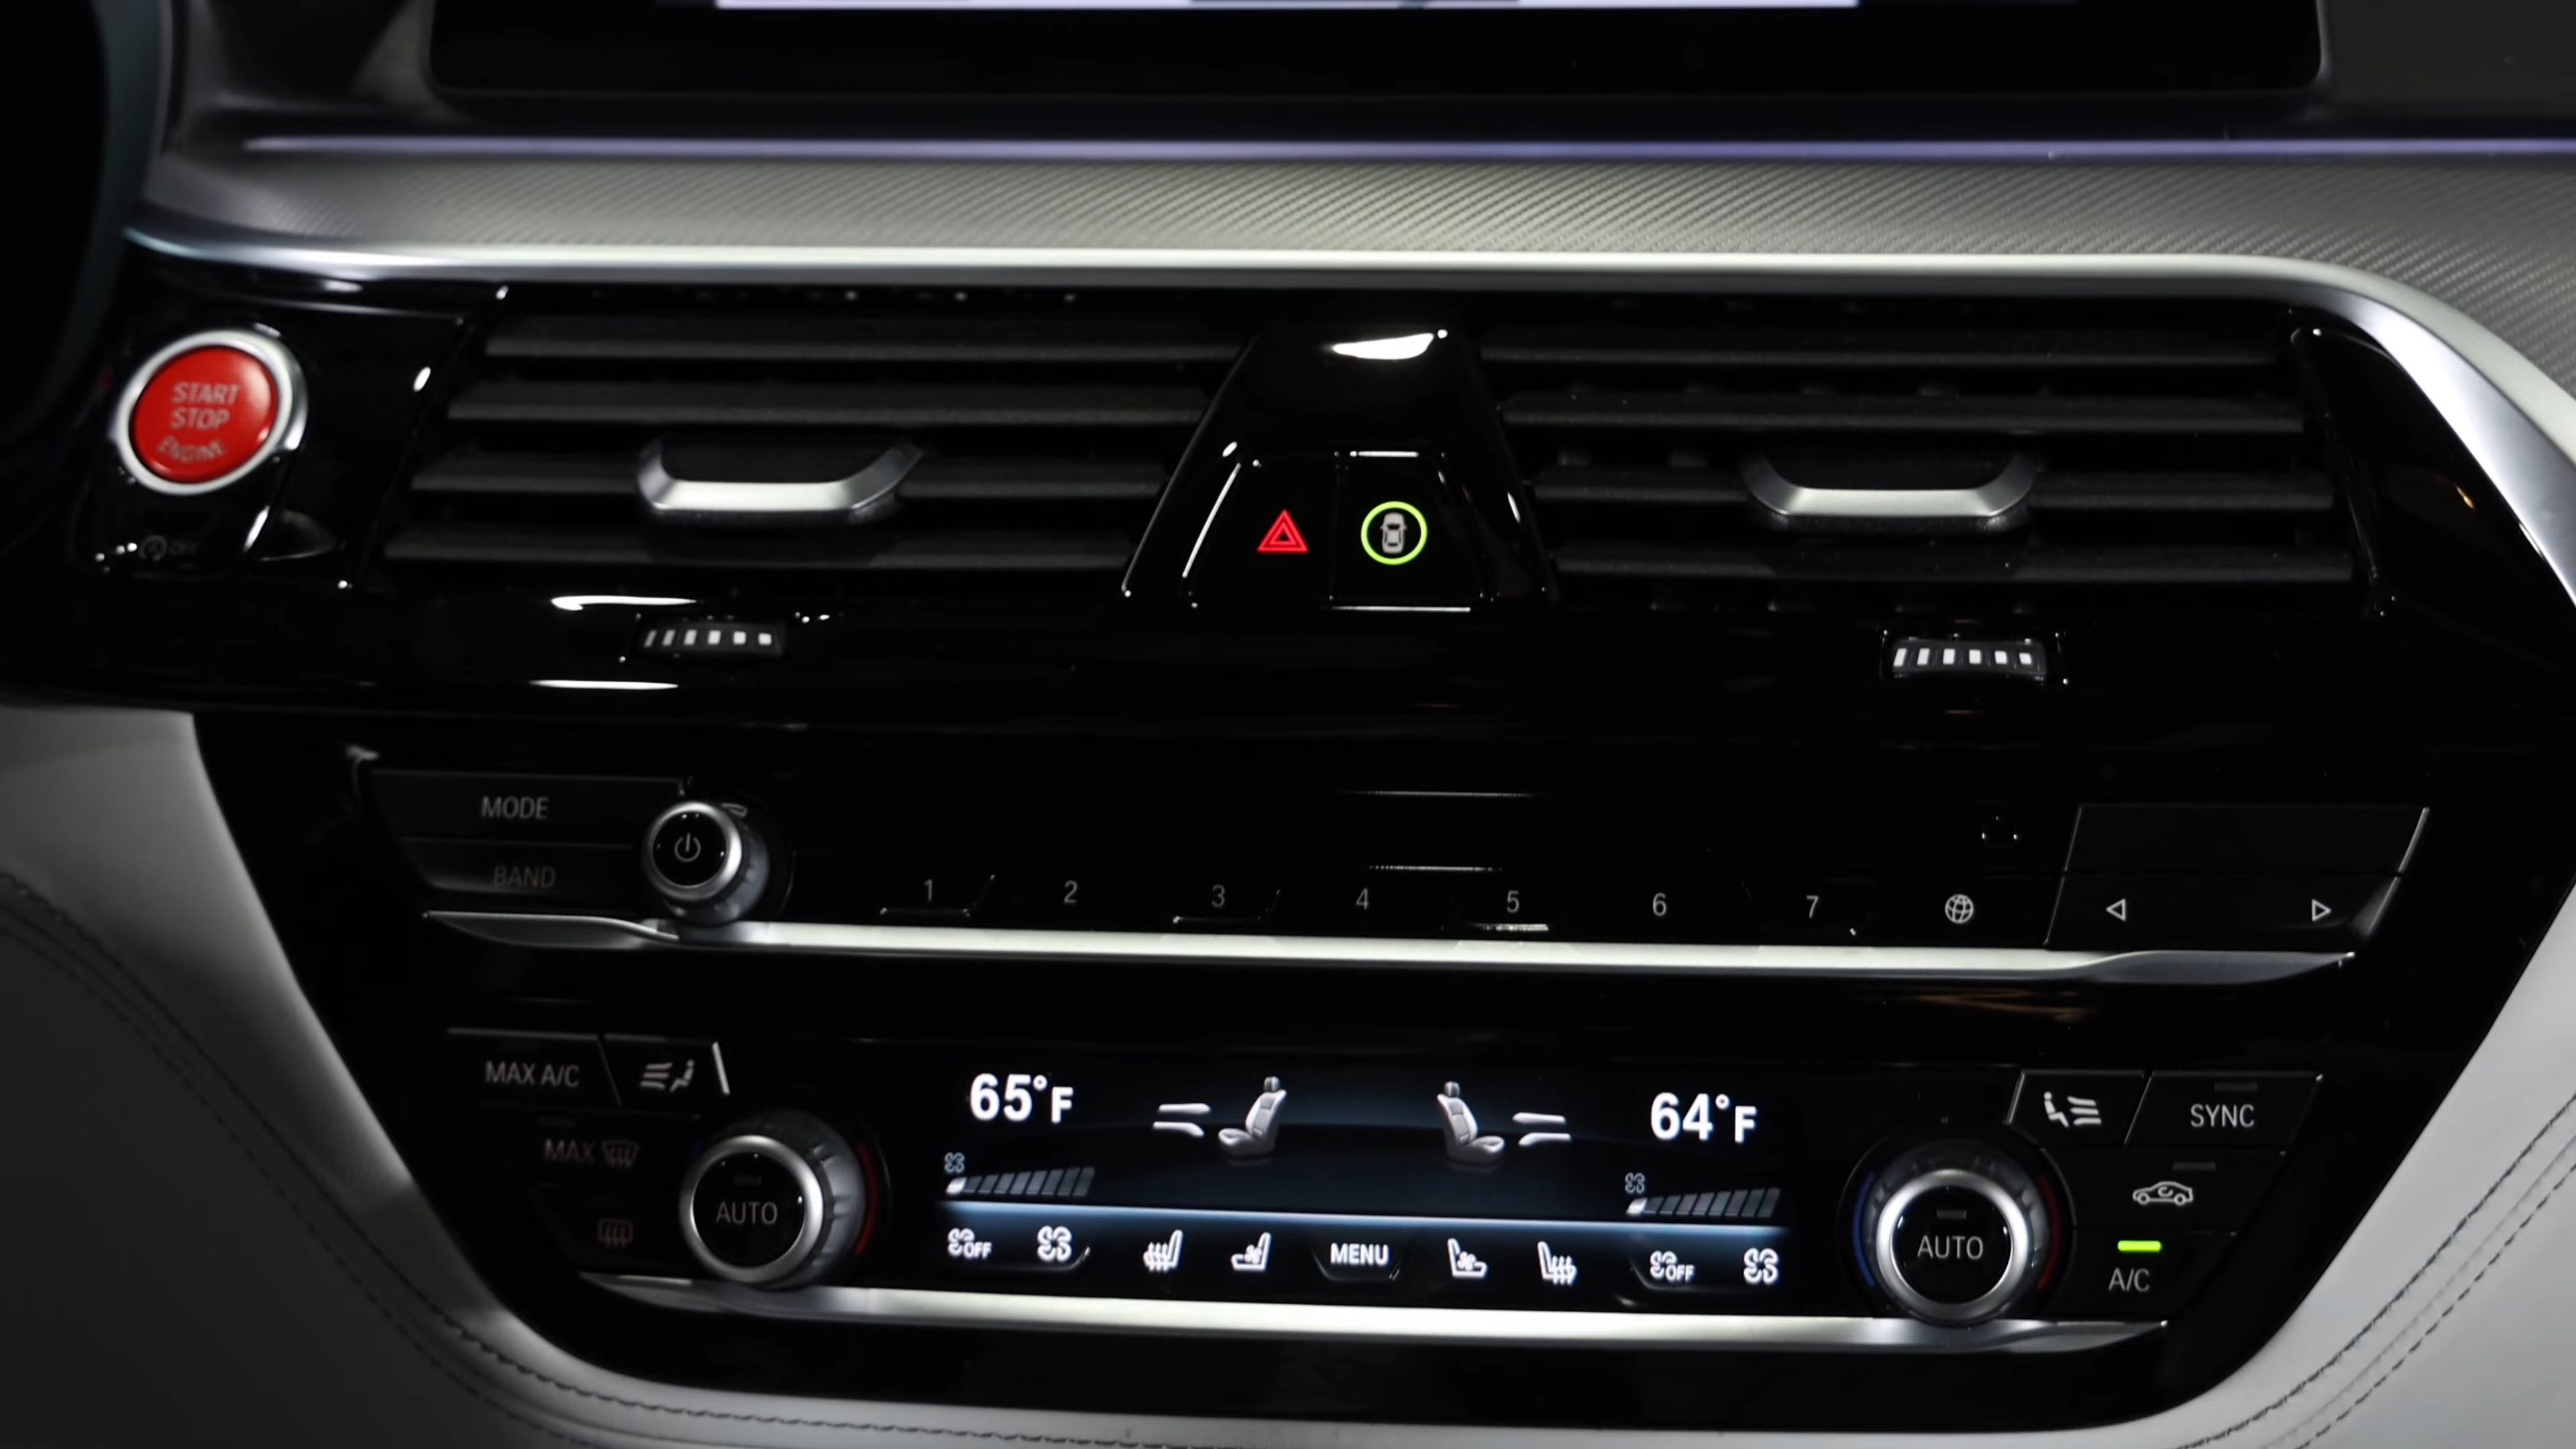 START
STOP
ENGINE
OFF
MODE
BAND
1 2 3 4 5 6 7
MAX A/C
65°F
64°F
SYNC
MAX
AUTO
AUTO
OFF
MENU
OFF
A/C